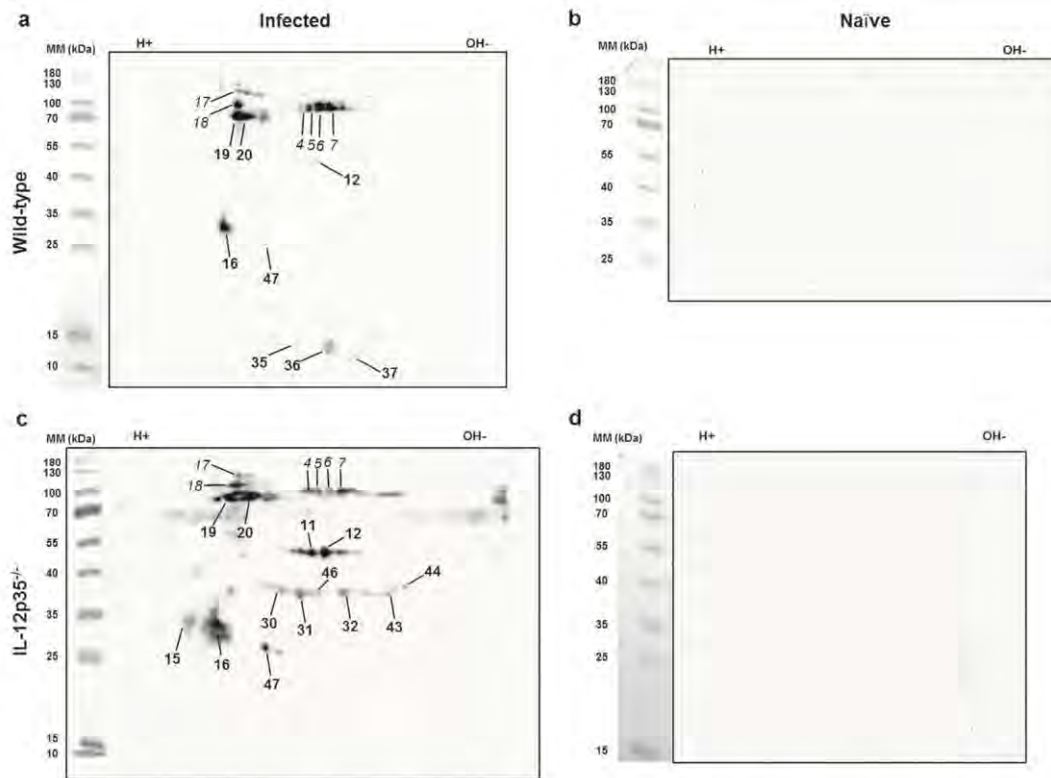 a
Infected
MM (kDa)
H+
OH-
180
130
100
70
55
40
35
25
15
10
17
18
19 20
4 5 6 7
12
16
47
35
36
37
Wild-type
b
Naïve
MM (kDa)
H+
OH-
180
130
100
70
55
40
35
25
c
MM (kDa)
H+
OH-
180
130
100
70
55
40
35
25
15
10
17
18
4 5 6 7
19 20
11 12
46
44
30
31
32
43
15
16
47
IL-12p35-/-
d
MM (kDa)
H+
OH-
180
130
100
70
55
40
35
25
15